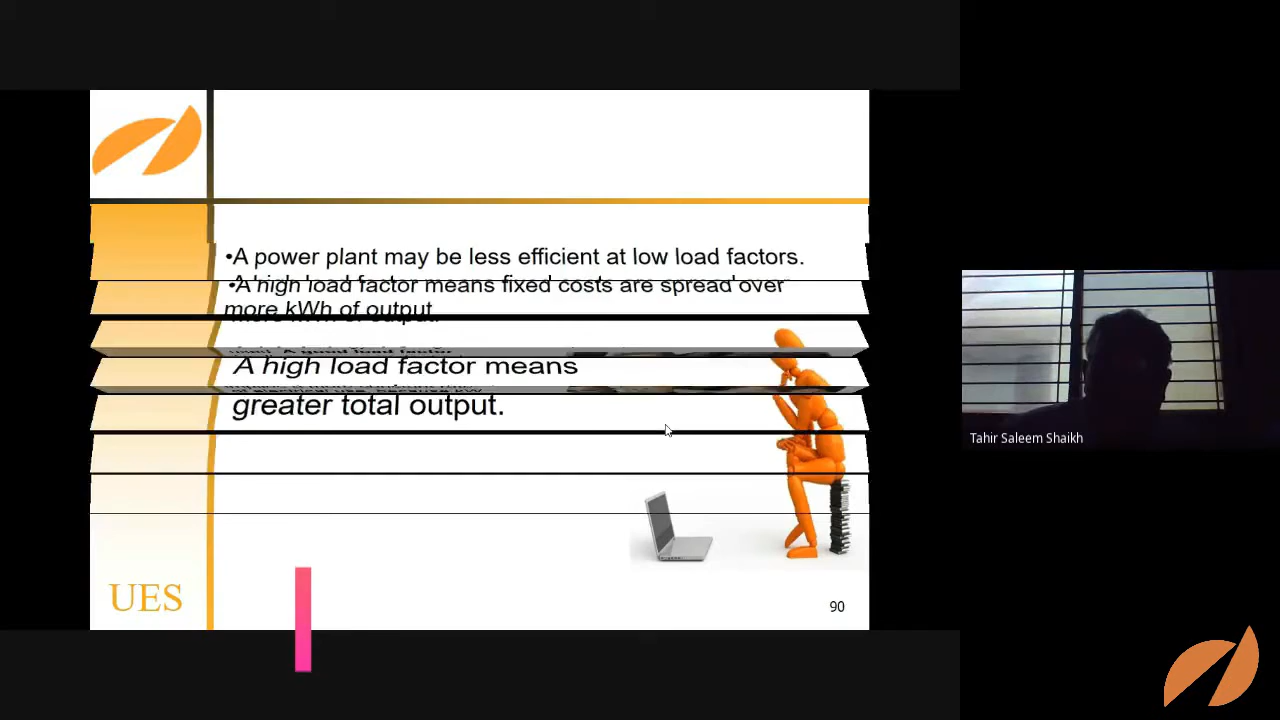 •A power plant may be less efficient at low load factors.
•A high load factor means fixed costs are spread over
more kWh of output.
A high load factor means
greater total output.
Tahir Saleem Shaikh
UES
90